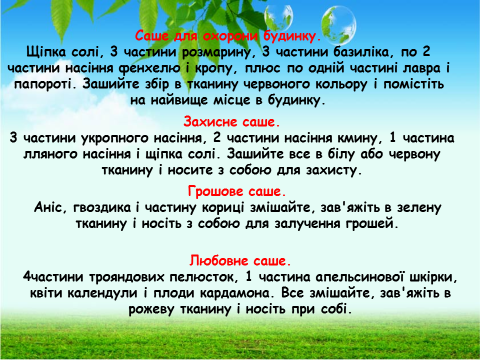 Саше для охорони будинку.
Щіпка солі, 3 частини розмарину, 3 частини базиліка, по 2
частини насіння фенхелю і кропу, плюс по одній частині лавра і
папороті. Зашийте збір в тканину червоного кольору і помістіть
на найвище місце в будинку.
Захисне саше.
3 частини укропного насіння, 2 частини насіння кмину, 1 частина
лляного насіння і щіпка солі. Зашийте все в білу або червону
тканину і носите з собою для захисту.
Грошове саше.
Аніс, гвоздика і частину кориці змішайте, зав'яжіть в зелену
тканину і носіть з собою для залучення грошей.
Любовне саше.
4частини трояндових пелюсток, 1 частина апельсинової шкірки,
квіти календули і плоди кардамона. Все змішайте, зав'яжіть в
рожеву тканину і носіть при собі.